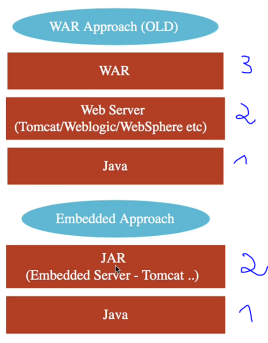 WAR Approach (OLD)
WAR 3
Web Server
(Tomcat/Weblogic/WebSphere etc) 2
Java 1
Embedded Approach
JAR
(Embedded Server - Tomcat ..) 2
Java 1